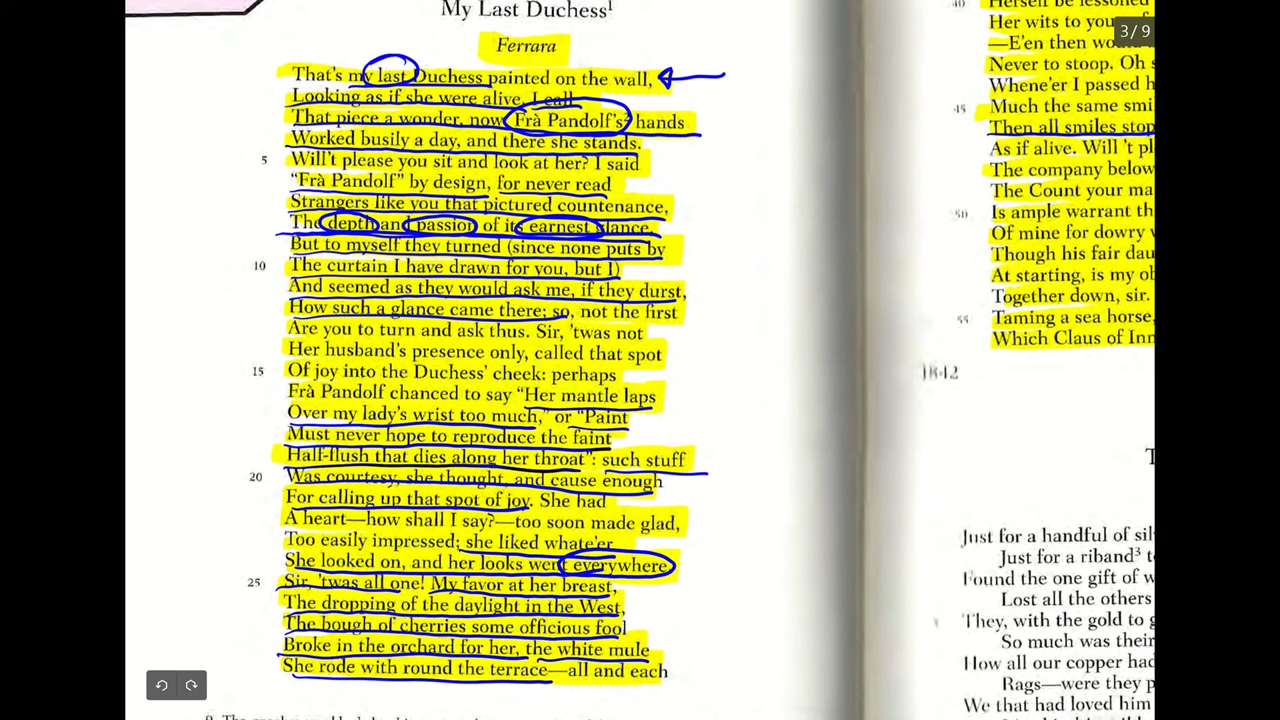 My Last Duchess¹
Ferrara
That's my last Duchess painted on the wall,
Looking as if she were alive. I call
That piece a wonder, now: Frà Pandolf's² hands
Worked busily a day, and there she stands.
5 Will't please you sit and look at her? I said
"Frà Pandolf" by design, for never read
Strangers like you that pictured countenance,
The depth and passion of its earnest glance,
But to myself they turned (since none puts by
10 The curtain I have drawn for you, but I)
And seemed as they would ask me, if they durst,
How such a glance came there; so, not the first
Are you to turn and ask thus. Sir, 'twas not
Her husband's presence only, called that spot
15 Of joy into the Duchess' cheek: perhaps
Frà Pandolf chanced to say "Her mantle laps
Over my lady's wrist too much," or "Paint
Must never hope to reproduce the faint
Half-flush that dies along her throat": such stuff
20 Was courtesy, she thought, and cause enough
For calling up that spot of joy. She had
A heart—how shall I say?—too soon made glad,
Too easily impressed; she liked whate'er
She looked on, and her looks went everywhere.
25 Sir, 'twas all one! My favor at her breast,
The dropping of the daylight in the West,
The bough of cherries some officious fool
Broke in the orchard for her, the white mule
She rode with round the terrace—all and each
40 Herself be lessoned
Her wits to
—E'en then
Never to stoop. Oh
Whene'er I passed
45 Much the same
Then all smiles
As if alive. Will 't
The company below
The Count your
50 Is ample warrant
Of mine for dowry
Though his fair
At starting, is my
Together down, sir.
55 Taming a sea horse,
Which Claus of
1842
Just for a handful of
Just for a riband³
Found the one gift of
Lost all the others
They, with the gold to
So much was their
How all our copper
Rags—were they
We that had loved him
3/9